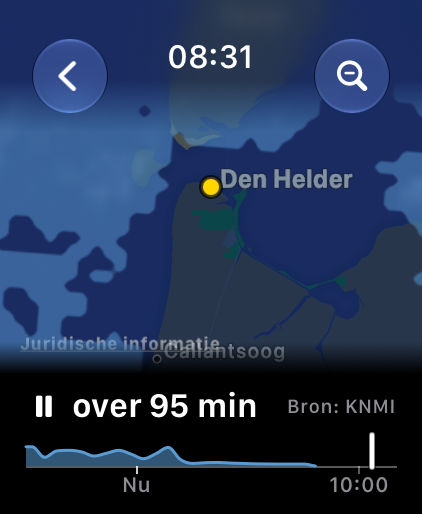 08:31
Den Helder
Juridische informatie
Callantsoog
over 95 min
Bron: KNMI
Nu
10:00